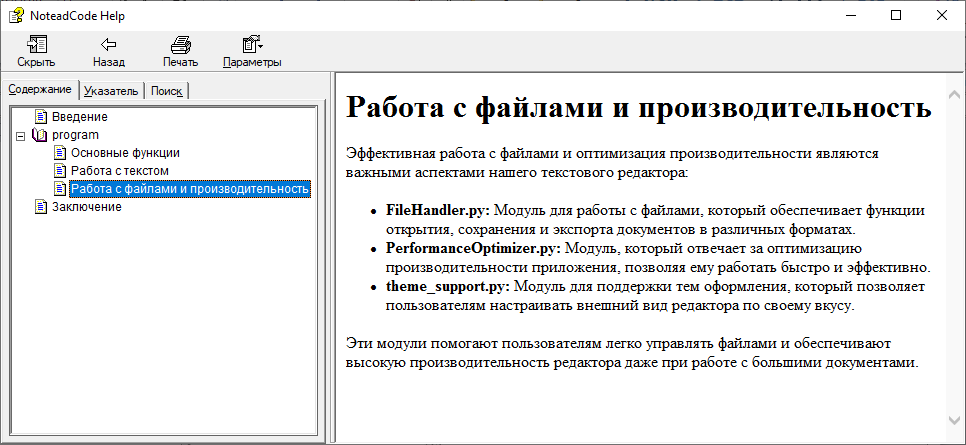 NoteadCode Help
Скрыть Назад Печать Параметры
Содержание Указатель Поиск
Введение
program
Основные функции
Работа с текстом
Работа с файлами и производительность
Заключение
Работа с файлами и производительность
Эффективная работа с файлами и оптимизация производительности являются
важными аспектами нашего текстового редактора:
• FileHandler.py: Модуль для работы с файлами, который обеспечивает функции
открытия, сохранения и экспорта документов в различных форматах.
• PerformanceOptimizer.py: Модуль, который отвечает за оптимизацию
производительности приложения, позволяя ему работать быстро и эффективно.
• theme_support.py: Модуль для поддержки тем оформления, который позволяет
пользователям настраивать внешний вид редактора по своему вкусу.
Эти модули помогают пользователям легко управлять файлами и обеспечивают
высокую производительность редактора даже при работе с большими документами.